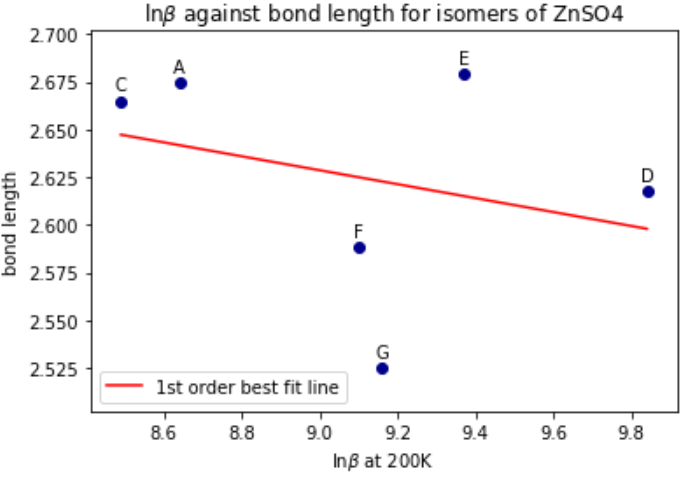 lnβ against bond length for isomers of ZnSO4
2.700
2.675
2.650
2.625
2.600
2.575
2.550
2.525
bond length
C
A
E
D
F
G
1st order best fit line
8.6 8.8 9.0 9.2 9.4 9.6 9.8
lnβ at 200K